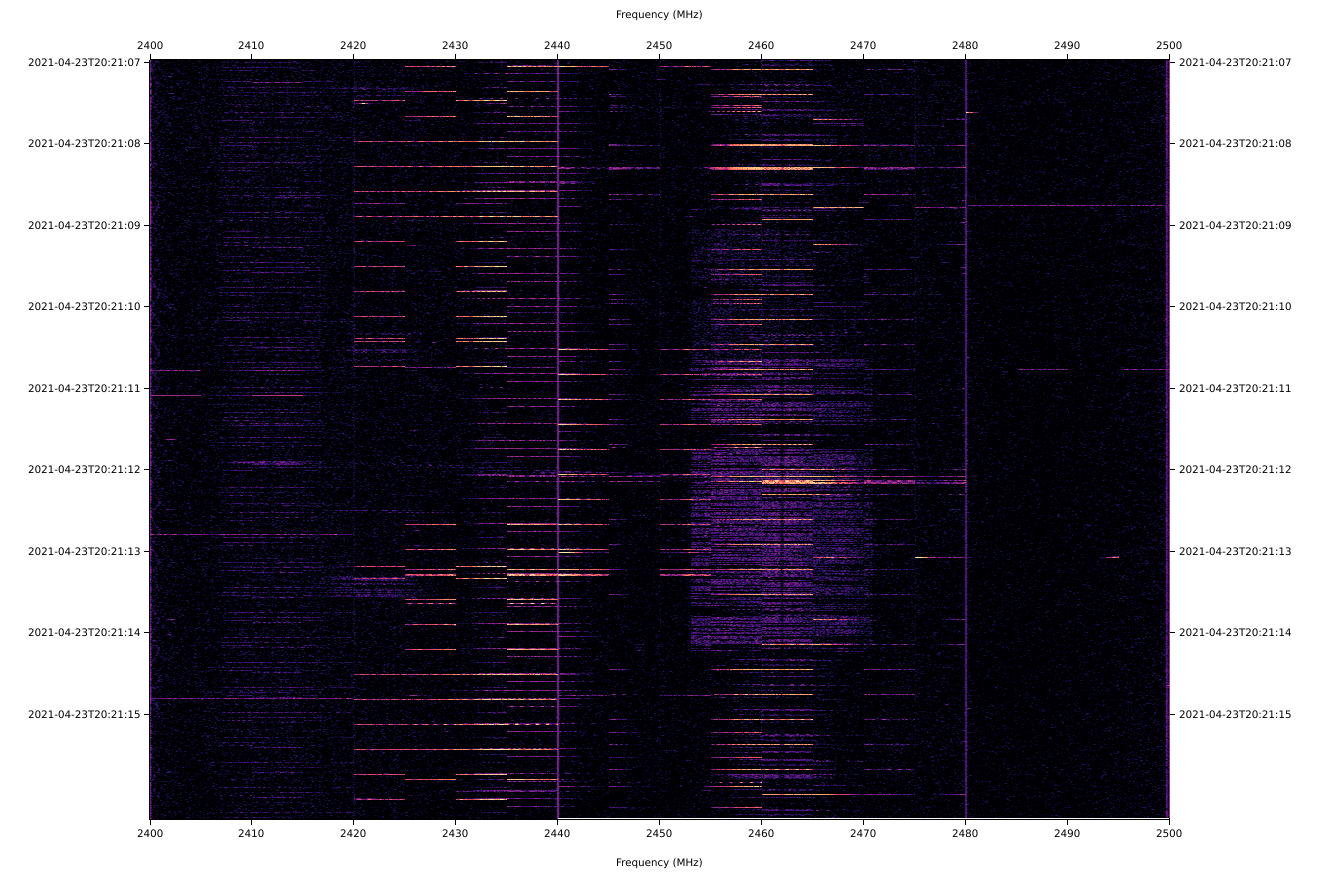 Frequency (MHz)
2400 2410 2420 2430 2440 2450 2460 2470 2480 2490 2500
2021-04-23T20:21:07 2021-04-23T20:21:07
2021-04-23T20:21:08 2021-04-23T20:21:08
2021-04-23T20:21:09 2021-04-23T20:21:09
2021-04-23T20:21:10 2021-04-23T20:21:10
2021-04-23T20:21:11 2021-04-23T20:21:11
2021-04-23T20:21:12 2021-04-23T20:21:12
2021-04-23T20:21:13 2021-04-23T20:21:13
2021-04-23T20:21:14 2021-04-23T20:21:14
2021-04-23T20:21:15 2021-04-23T20:21:15
2400 2410 2420 2430 2440 2450 2460 2470 2480 2490 2500
Frequency (MHz)